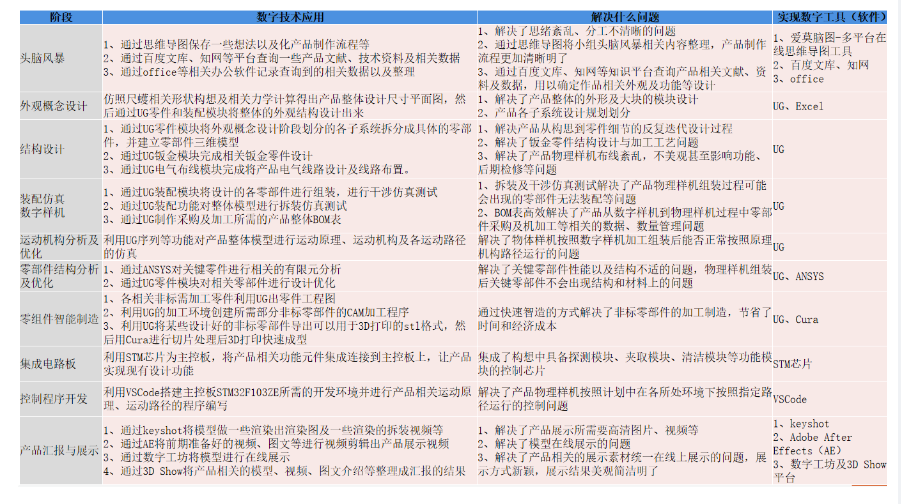 阶段 数字技术应用 解决什么问题 实现数字工具（软件）
头脑风暴
1、通过思维导图保存一些想法以及化产品制作流程等
2、通过百度文库、知网等平台查询一些产品文献、技术资料及相关数据
3、通过office等相关办公软件记录查询到的相关数据以及整理
1、解决了思绪紊乱、分工不清晰的问题
2、通过思维导图将小组头脑风暴相关内容整理，产品制作
流程更加清晰明了
3、通过百度文库、知网等知识平台查询产品相关文献、资
料及数据，用以确定作品相关外观及功能等设计
1、爱莫脑图-多平台在
线思维导图工具
2、百度文库、知网
3、office
外观概念设计
仿照尺蠖相关形状构想及相关力学计算得出产品整体设计尺寸平面图，然
后通过UG零件和装配模块将整体的外观结构设计出来
1、解决了产品整体的外形及大块的模块设计
2、产品各子系统设计规划划分
UG、Excel
结构设计
1、通过UG零件模块将外观概念设计阶段划分的各子系统拆分成具体的零部
件，并建立零部件三维模型
2、通过UG钣金模块完成相关钣金零件设计
3、通过UG电气布线模块完成将产品电气线路设计及线路布置。
1、解决产品从构思到零件细节的反复迭代设计过程
2、解决了钣金零件结构设计与加工工艺问题
3、解决了产品物理样机布线紊乱，不美观甚至影响功能、
后期检修等问题
UG
装配仿真
数字样机
1、通过UG装配模块将设计的各零部件进行组装，进行干涉仿真测试
2、通过UG装配功能对整体模型进行拆装仿真测试
3、通过UG制作采购及加工所需的产品整体BOM表
1、拆装及干涉仿真测试解决了产品物理样机组装过程可能
会出现的零部件无法装配等问题
2、BOM表高效解决了产品从数字样机到物理样机过程中零部
件采购及机加工等相关的数据、数量管理问题
UG
运动机构分析及
优化
利用UG序列等功能对产品整体模型进行运动原理、运动机构及各运动路径
的仿真
解决了物体样机按照数字样机加工组装后能否正常按照原理
机构路径运行的问题
UG
零部件结构分析
及优化
1、通过ANSYS对关键零件进行相关的有限元分析
2、通过UG零件模块对相关零部件进行设计优化
解决了关键零部件性能以及结构不适的问题，物理样机组装
后关键零部件不会出现结构和材料上的问题
UG、ANSYS
零组件智能制造
1、各相关非标需加工零件利用UG出零件工程图
2、利用UG的加工环境创建所需部分非标零部件的CAM加工程序
3、利用UG将某些设计好的非标零部件导出可以用于3D打印的stl格式，然
后用Cura进行切片处理后3D打印快速成型
通过快速智造的方式解决了非标零部件的加工制造，节省了
时间和经济成本
UG、Cura
集成电路板
利用STM芯片为主控板，将产品相关功能元件集成连接到主控板上，让产品
实现现有设计功能
集成了构想中具备探测模块、夹取模块、清洁模块等功能模
块的控制芯片
STM芯片
控制程序开发
利用VSCode搭建主控板STM32F103ZE所需的开发环境并进行产品相关运动原
理、运动路径的程序编写
解决了产品物理样机按照计划中在各所处环境下按照指定路
径运行的控制问题
VSCode
产品汇报与展示
1、通过keyshot将模型做一些渲染出渲染图及一些渲染的拆装视频等
2、通过AE将前期准备好的视频、图文等进行视频剪辑出产品展示视频
3、通过数字工坊将模型进行在线展示
4、通过3D Show将产品相关的模型、视频、图文介绍等整理成汇报的结果
1、解决了产品展示所需要高清图片、视频等
2、解决了模型在线展示的问题
3、解决了产品相关的展示素材统一在线上展示的问题，展
示方式新颖，展示结果美观简洁明了
1、keyshot
2、Adobe After
Effects（AE）
3、数字工坊及3D Show
平台